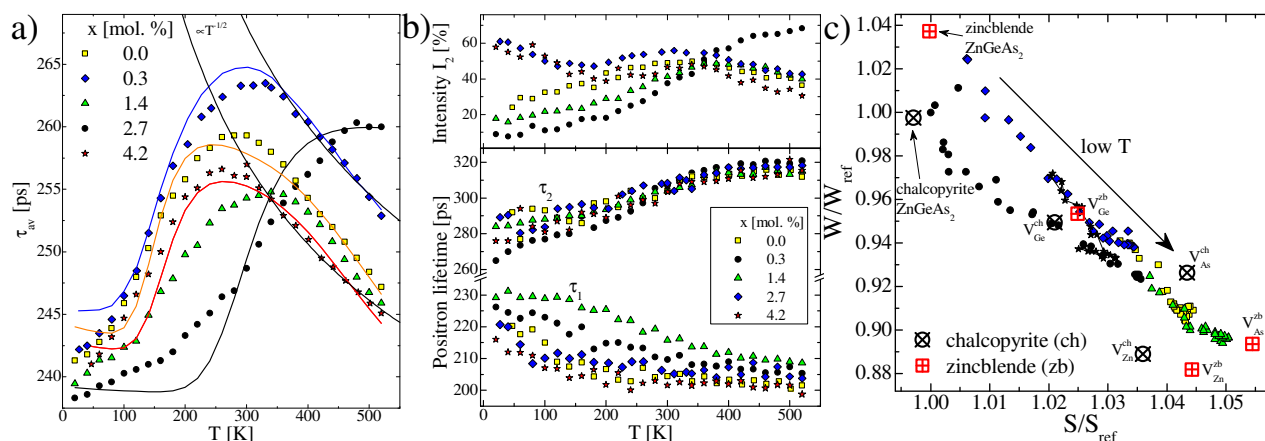 a)
x [mol. %]
0.0
0.3
1.4
2.7
4.2
∝T^-1/2
τ_av [ps]
265
260
255
250
245
240
0 100 200 300 400 500
T [K]
b)
Intensity I_2 [%]
60
40
20
0
Positron lifetime [ps]
320
300
280
260
230
220
210
200
τ_2
τ_1
x [mol. %]
0.0
0.3
1.4
2.7
4.2
0 100 200 300 400 500
T [K]
c)
W/W_ref
1.04
1.02
1.00
0.98
0.96
0.94
0.92
0.90
0.88
zincblende
ZnGeAs_2
low T
chalcopyrite
ZnGeAs_2
V_Ge^zb
V_Ge^ch
V_As^ch
V_As^zb
V_Zn^ch
V_Zn^zb
chalcopyrite (ch)
zincblende (zb)
1.00 1.01 1.02 1.03 1.04 1.05
S/S_ref